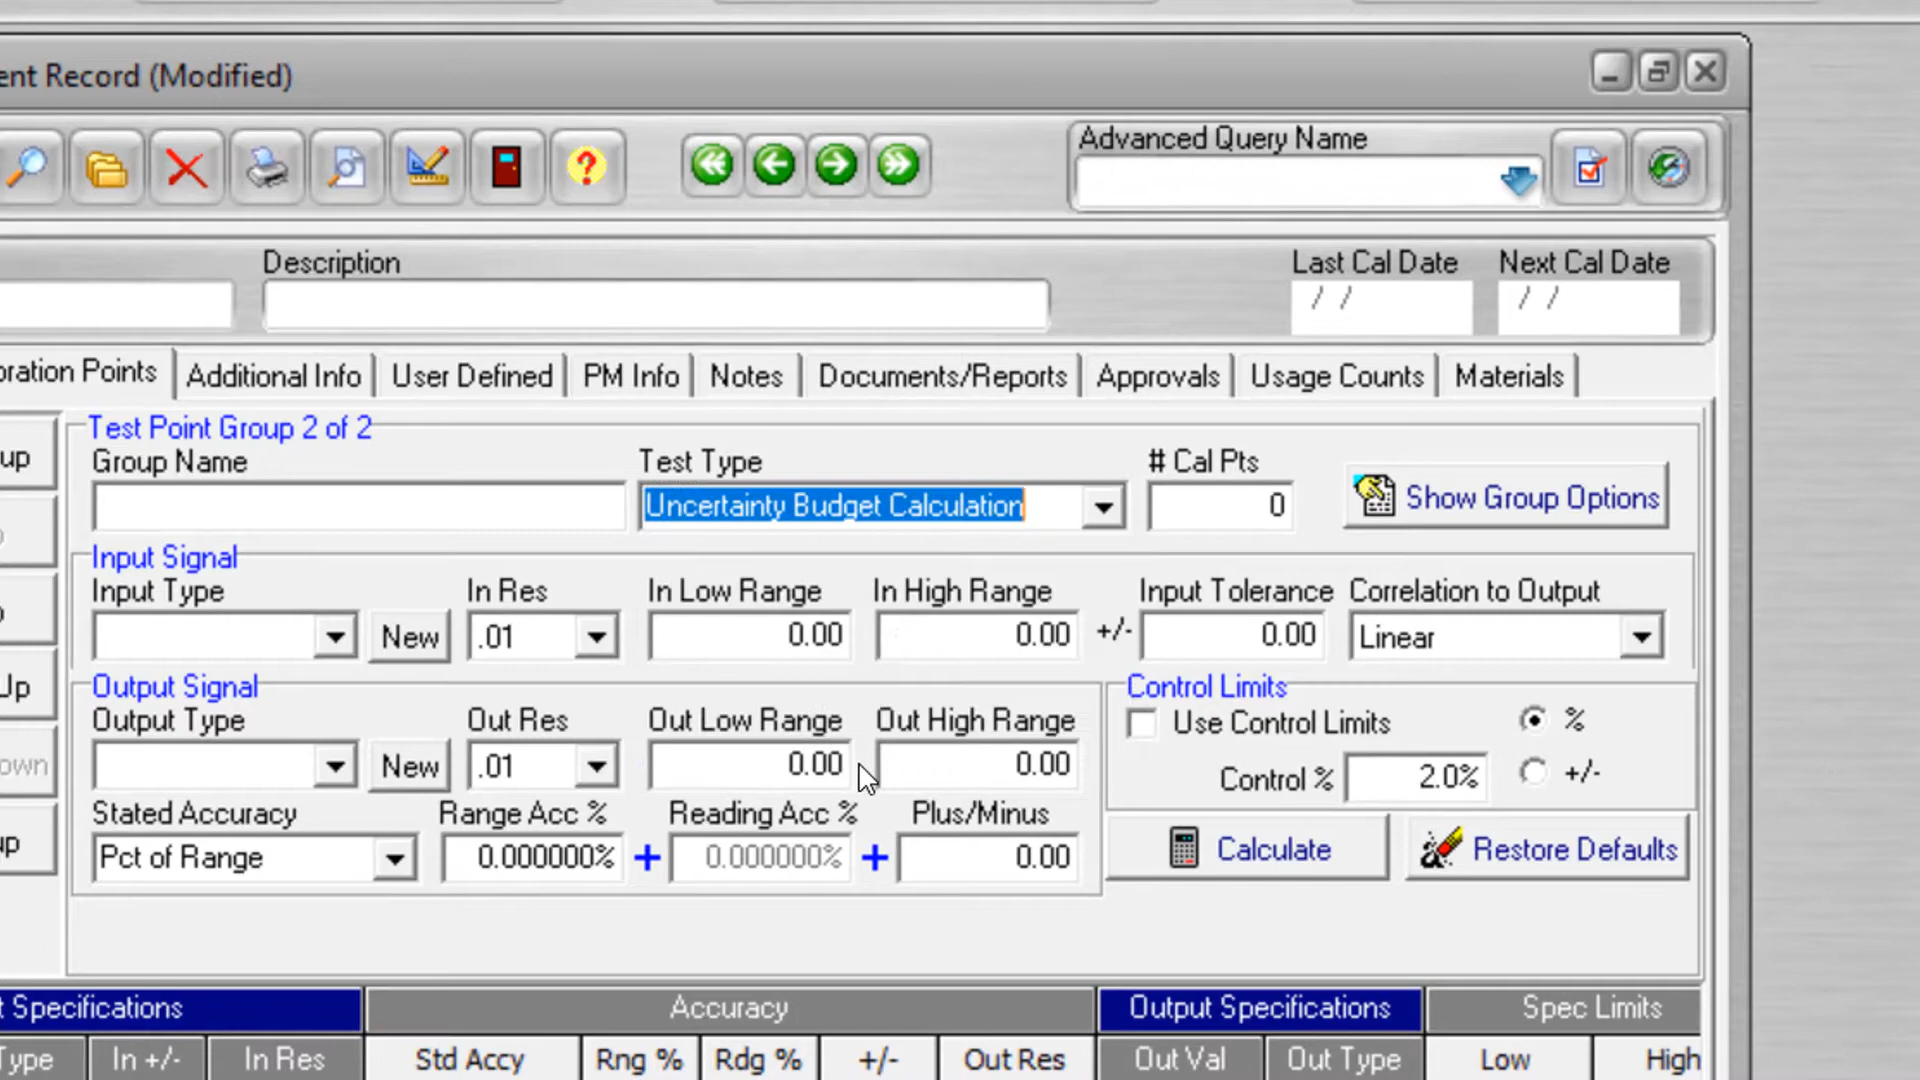 ent Record (Modified)
Advanced Query Name
Description
Last Cal Date
Next Cal Date
/ /
/ /
oration Points
Additional Info
User Defined
PM Info
Notes
Documents/Reports
Approvals
Usage Counts
Materials
up
Test Point Group 2 of 2
Group Name
Test Type
# Cal Pts
Uncertainty Budget Calculation
0
Show Group Options
Input Signal
Input Type
In Res
In Low Range
In High Range
Input Tolerance
Correlation to Output
New
.01
0.00
0.00
+/-
0.00
Linear
Up
Output Signal
Control Limits
Output Type
Out Res
Out Low Range
Out High Range
Use Control Limits
%
own
New
.01
0.00
0.00
Control %
2.0%
+/-
Stated Accuracy
Range Acc %
Reading Acc %
Plus/Minus
up
Pct of Range
0.000000%
+
0.000000%
+
0.00
Calculate
Restore Defaults
t Specifications
Accuracy
Output Specifications
Spec Limits
Type
In +/-
In Res
Std Accy
Rng %
Rdg %
+/-
Out Res
Out Val
Out Type
Low
High